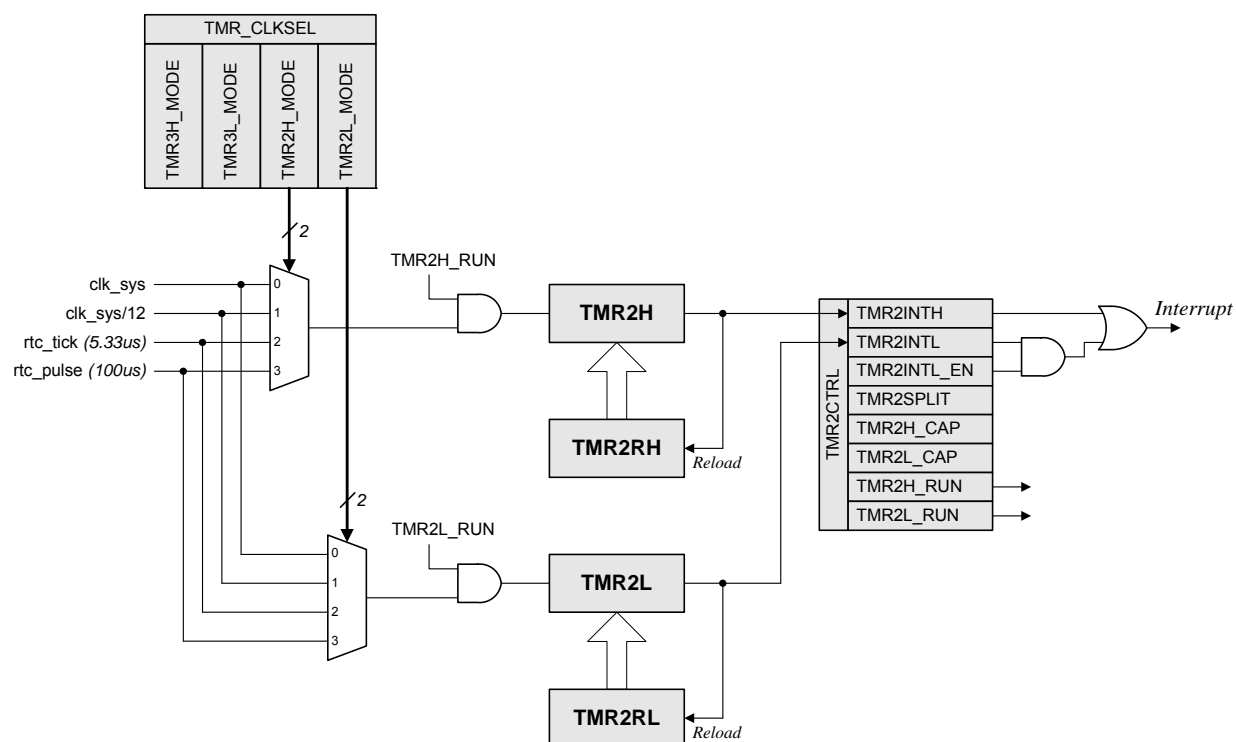 TMR_CLKSEL
TMR3H_MODE
TMR3L_MODE
TMR2H_MODE
TMR2L_MODE
2
clk_sys
clk_sys/12
rtc_tick (5.33us)
rtc_pulse (100us)
0
1
2
3
TMR2H_RUN
TMR2H
TMR2RH
Reload
TMR2CTRL
TMR2INTH
TMR2INTL
TMR2INTL_EN
TMR2SPLIT
TMR2H_CAP
TMR2L_CAP
TMR2H_RUN
TMR2L_RUN
Interrupt
2
0
1
2
3
TMR2L_RUN
TMR2L
TMR2RL
Reload